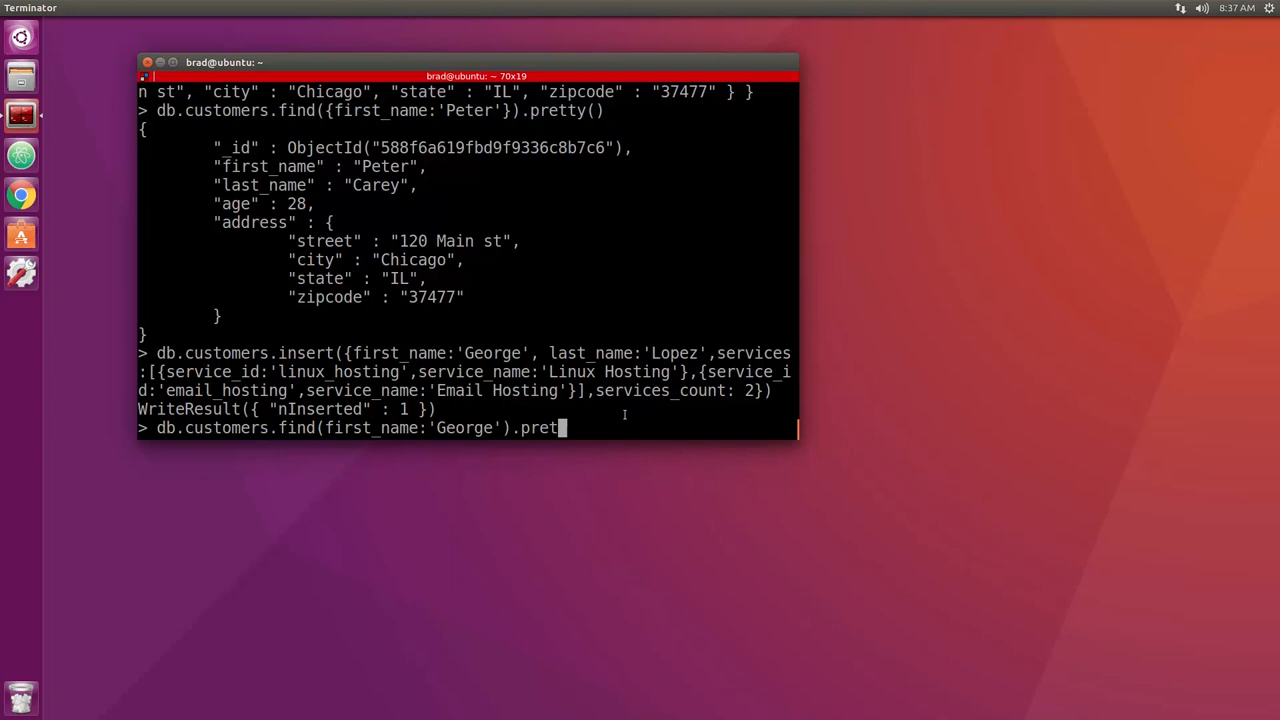 Terminator
8:37 AM
brad@ubuntu: ~
brad@ubuntu: ~ 70x19
n st", "city" : "Chicago", "state" : "IL", "zipcode" : "37477" } }
> db.customers.find({first_name:'Peter'}).pretty()
{
"_id" : ObjectId("588f6a619fbd9f9336c8b7c6"),
"first_name" : "Peter",
"last_name" : "Carey",
"age" : 28,
"address" : {
"street" : "120 Main st",
"city" : "Chicago",
"state" : "IL",
"zipcode" : "37477"
}
}
> db.customers.insert({first_name:'George', last_name:'Lopez',services
:[{service_id:'linux_hosting',service_name:'Linux Hosting'},{service_i
d:'email_hosting',service_name:'Email Hosting'}],services_count: 2})
WriteResult({ "nInserted" : 1 })
> db.customers.find(first_name:'George').pret